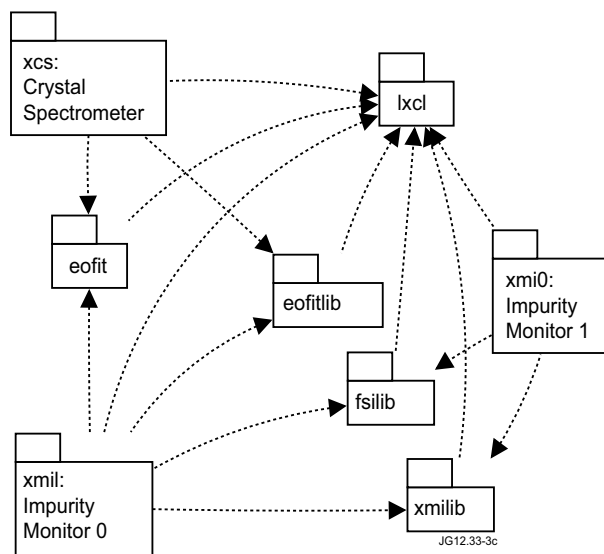 xcs:
Crystal
Spectrometer
lxcl
eofit
eofitlib
xmi0:
Impurity
Monitor 1
fsilib
xmil:
Impurity
Monitor 0
xmilib
JG12.33-3c